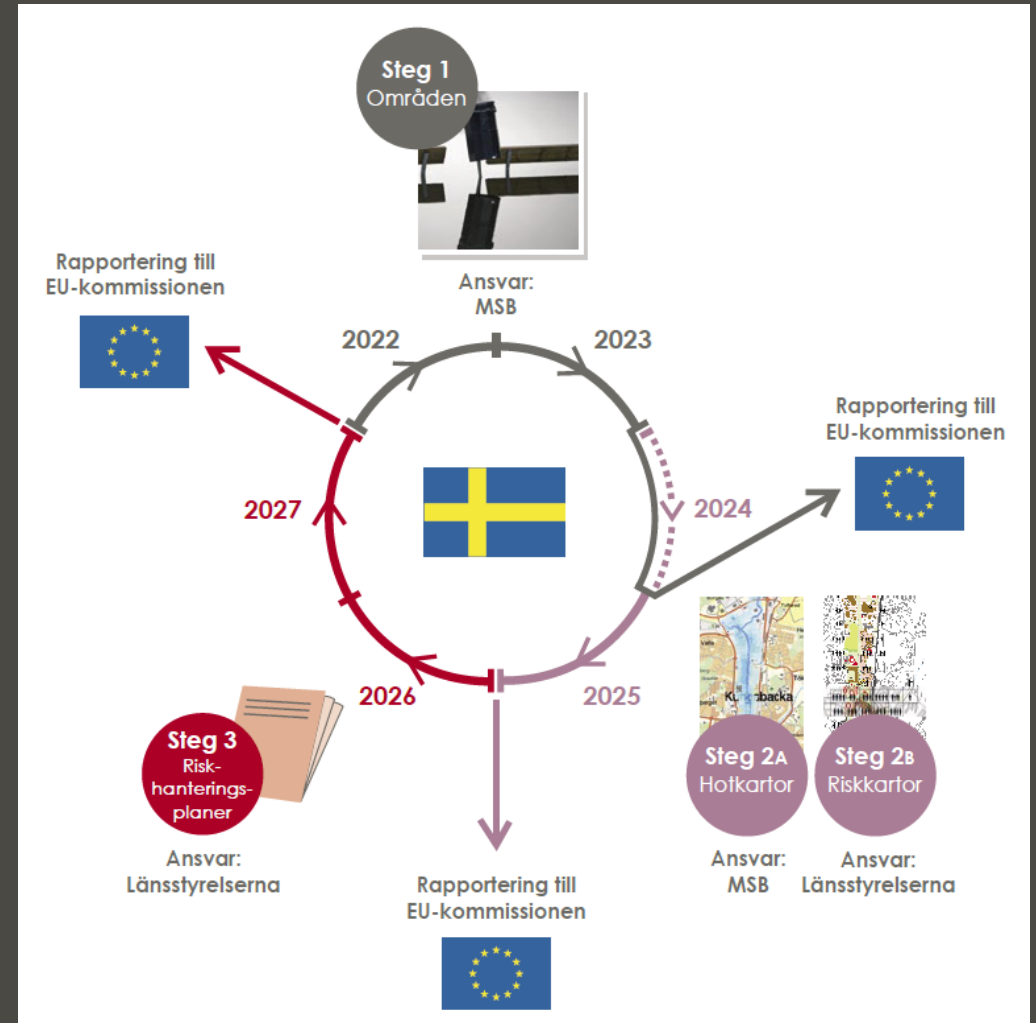 Steg 1
Områden
Ansvar:
MSB
Rapportering till
EU-kommissionen
2022
2023
Rapportering till
EU-kommissionen
2027
2024
2026
2025
Steg 3
Risk-
hanterings-
planer
Ansvar:
Länsstyrelserna
Steg 2A
Hotkartor
Ansvar:
MSB
Steg 2B
Riskkartor
Ansvar:
Länsstyrelserna
Rapportering till
EU-kommissionen